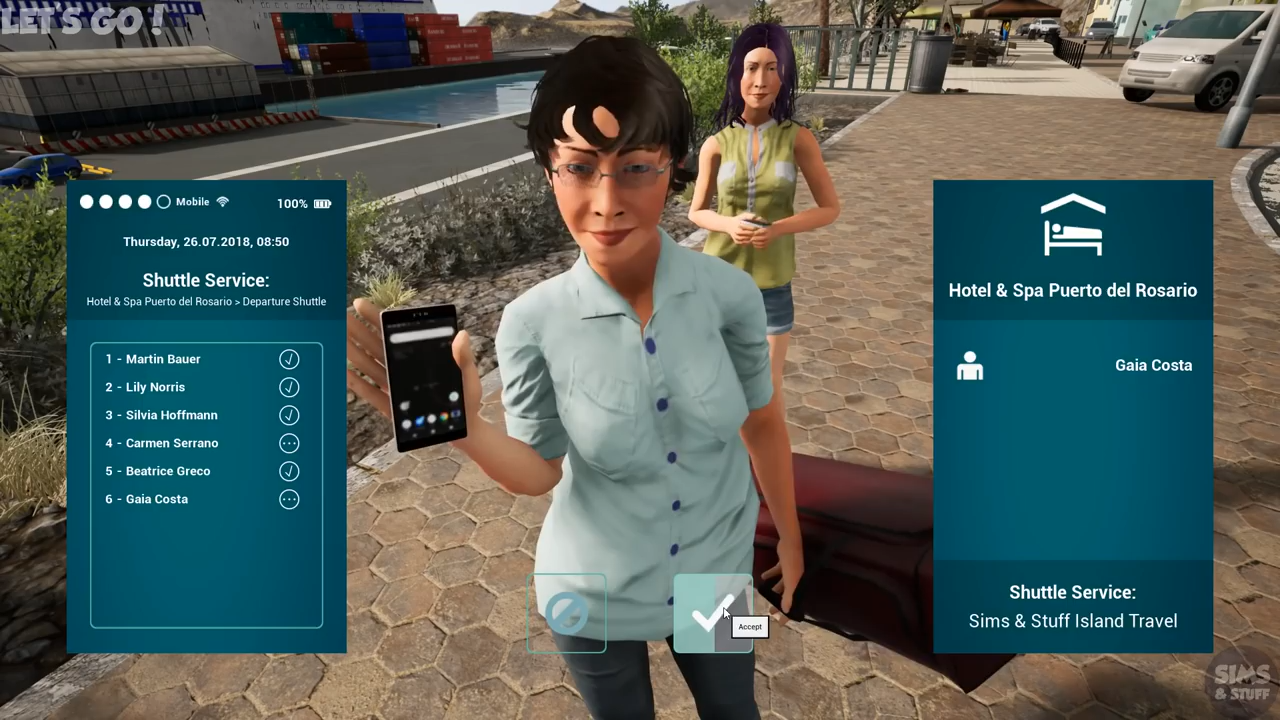 LET'S GO !
Mobile
100%
Thursday, 26.07.2018, 08:50
Shuttle Service:
Hotel & Spa Puerto del Rosario > Departure Shuttle
1 - Martin Bauer
2 - Lily Norris
3 - Silvia Hoffmann
4 - Carmen Serrano
5 - Beatrice Greco
6 - Gaia Costa
Hotel & Spa Puerto del Rosario
Gaia Costa
Shuttle Service:
Sims & Stuff Island Travel
Accept
SIMS
& STUFF